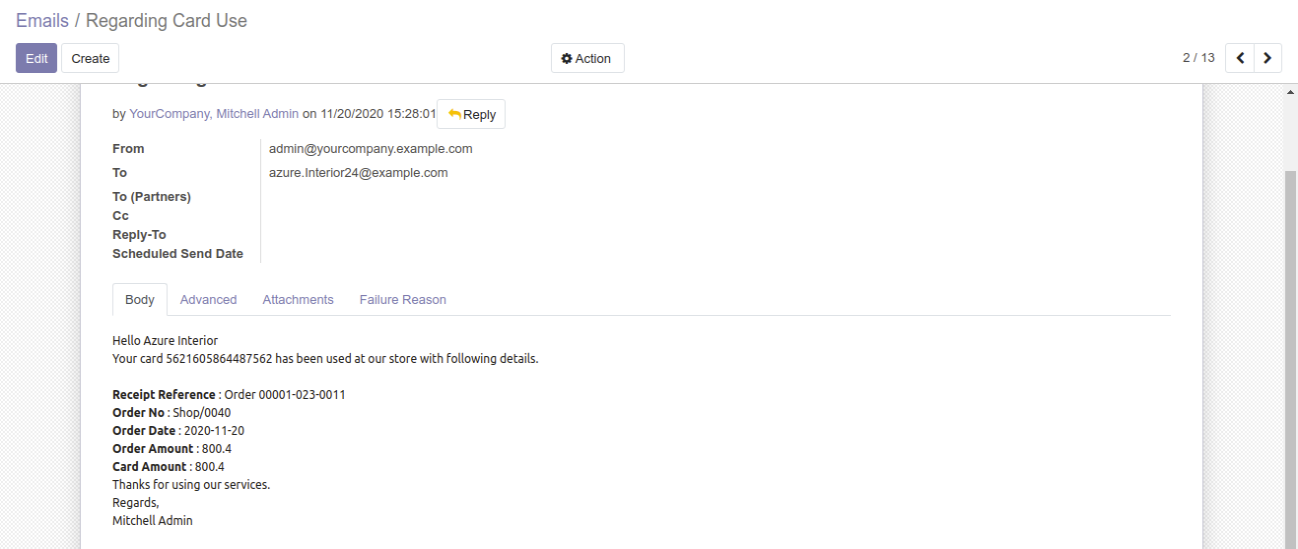 Emails / Regarding Card Use
Edit Create Action 2 / 13
by YourCompany, Mitchell Admin on 11/20/2020 15:28:01 Reply
From admin@yourcompany.example.com
To azure.Interior24@example.com
To (Partners)
Cc
Reply-To
Scheduled Send Date
Body Advanced Attachments Failure Reason
Hello Azure Interior
Your card 5621605864487562 has been used at our store with following details.
Receipt Reference : Order 00001-023-0011
Order No : Shop/0040
Order Date : 2020-11-20
Order Amount : 800.4
Card Amount : 800.4
Thanks for using our services.
Regards,
Mitchell Admin